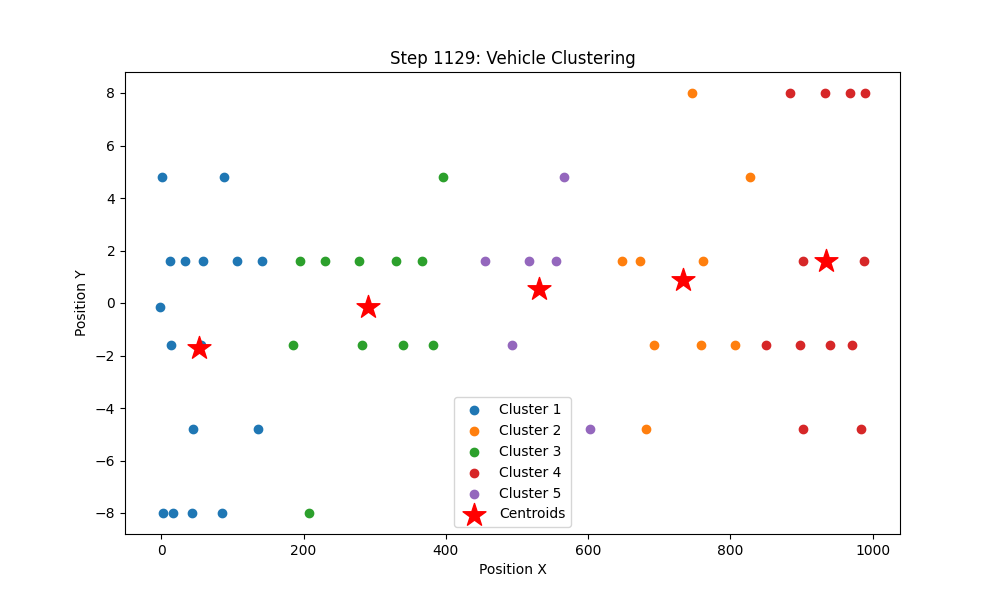 Step 1129: Vehicle Clustering
Position Y
8
6
4
2
0
−2
−4
−6
−8
Cluster 1
Cluster 2
Cluster 3
Cluster 4
Cluster 5
Centroids
0
200
400
600
800
1000
Position X